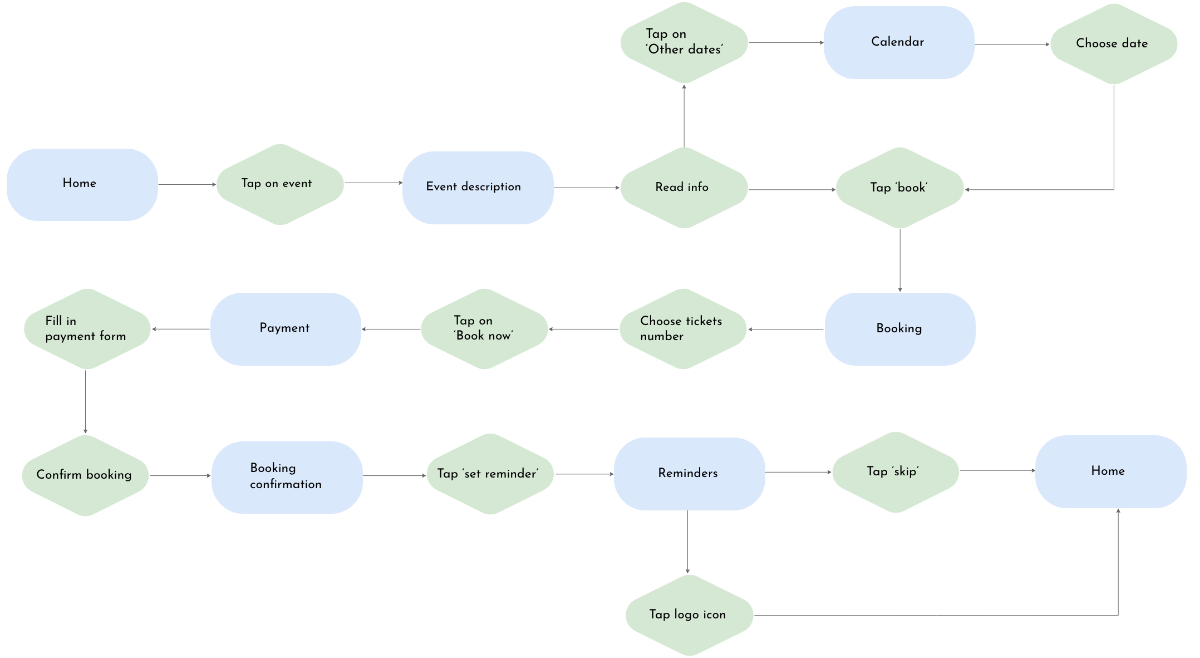 Tap on
‘Other dates’
Calendar
Choose date
Home
Tap on event
Event description
Read info
Tap ‘book’
Fill in
payment form
Payment
Tap on
‘Book now’
Choose tickets
number
Booking
Confirm booking
Booking
confirmation
Tap ‘set reminder’
Reminders
Tap ‘skip’
Home
Tap logo icon